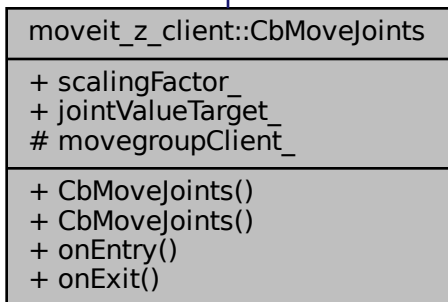 moveit_z_client::CbMoveJoints
+ scalingFactor_
+ jointValueTarget_
# movegroupClient_
+ CbMoveJoints()
+ CbMoveJoints()
+ onEntry()
+ onExit()